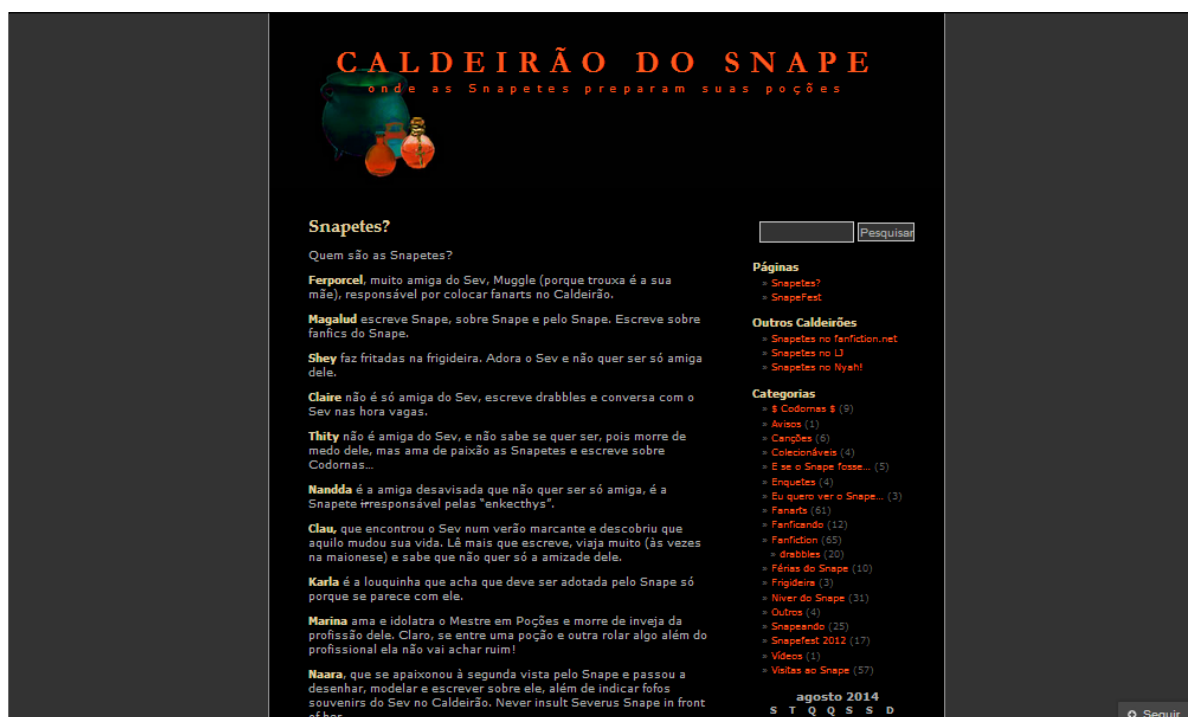 CALDEIRÃO DO SNAPE
onde as Snapetes preparam suas poções
Snapetes?
Quem são as Snapetes?
Ferporcel, muito amiga do Sev, Muggle (porque trouxa é a sua
mãe), responsável por colocar fanarts no Caldeirão.
Magalud escreve Snape, sobre Snape e pelo Snape. Escreve sobre
fanfics do Snape.
Shey faz fritadas na frigideira. Adora o Sev e não quer ser só amiga
dele.
Claire não é só amiga do Sev, escreve drabbles e conversa com o
Sev nas hora vagas.
Thity não é amiga do Sev, e não sabe se quer ser, pois morre de
medo dele, mas ama de paixão as Snapetes e escreve sobre
Codornas...
Nandda é a amiga desavisada que não quer ser só amiga, é a
Snapete irresponsável pelas "enkecthys".
Clau, que encontrou o Sev num verão marcante e descobriu que
aquilo mudou sua vida. Lê mais que escreve, viaja muito (às vezes
na maionese) e sabe que não quer só a amizade dele.
Karla é a louquinha que acha que deve ser adotada pelo Snape só
porque se parece com ele.
Marina ama e idolatra o Mestre em Poções e morre de inveja da
profissão dele. Claro, se entre uma poção e outra rolar algo além do
profissional ela não vai achar ruim!
Naara, que se apaixonou à segunda vista pelo Snape e passou a
desenhar, modelar e escrever sobre ele, além de indicar fofos
souvenirs do Sev no Caldeirão. Never insult Severus Snape in front
of her
Pesquisar
Páginas
» Snapetes?
» SnapeFest
Outros Caldeirões
» Snapetes no fanfiction.net
» Snapetes no LJ
» Snapetes no Nyah!
Categorias
» $ Codornas $ (9)
» Avisos (1)
» Canções (6)
» Colecionáveis (4)
» E se o Snape fosse... (5)
» Enquetes (4)
» Eu quero ver o Snape... (3)
» Fanarts (61)
» Fanficando (12)
» Fanfiction (65)
» drabbles (20)
» Férias do Snape (10)
» Frigideira (3)
» Niver do Snape (31)
» Outros (4)
» Snapeando (25)
» Snapefest 2012 (17)
» Vídeos (1)
» Visitas ao Snape (57)
agosto 2014
S T Q Q S S D
Seguir